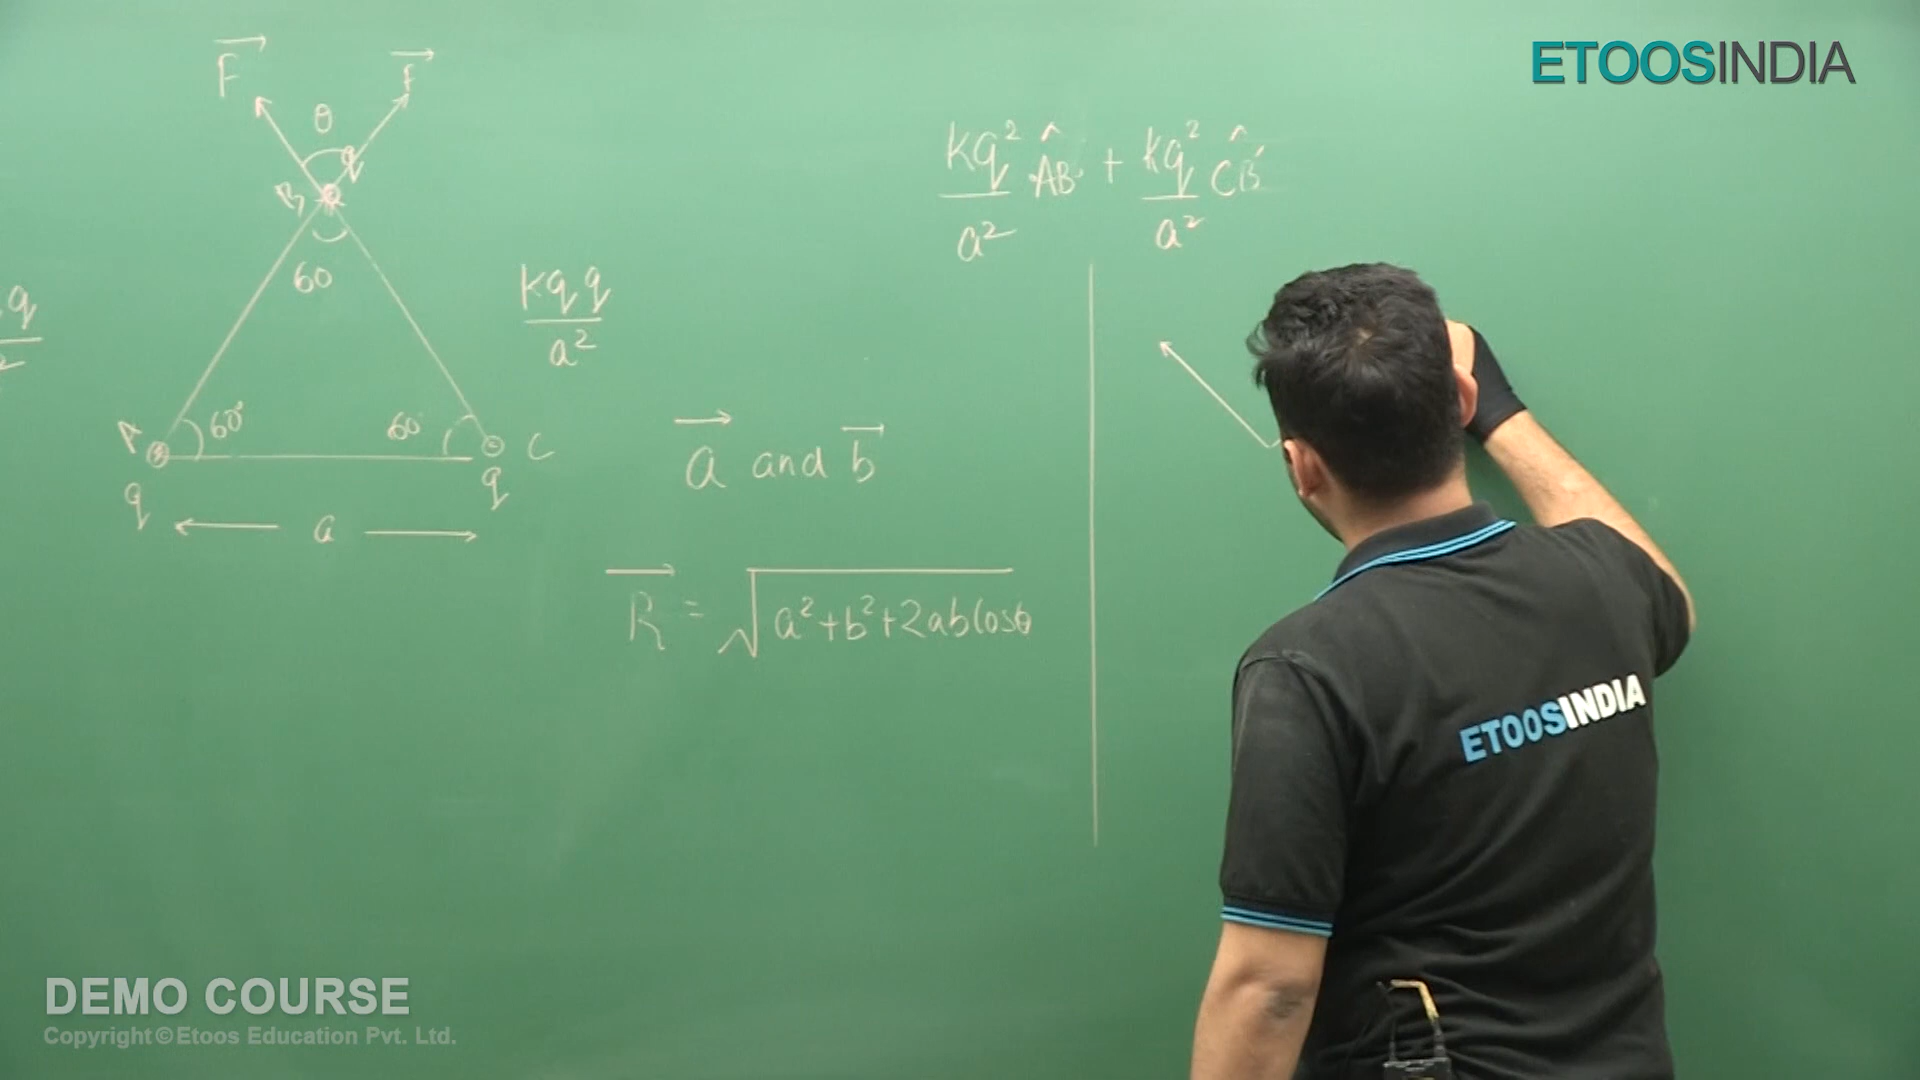 ETOOSINDIA
F F
θ
q
B
60
kq² AB + kq² CB
a² a²
kqq
a²
q
A 60° 60° C
q q
a
a and b
R = √a²+b²+2abcosθ
ETOOSINDIA
DEMO COURSE
Copyright © Etoos Education Pvt. Ltd.